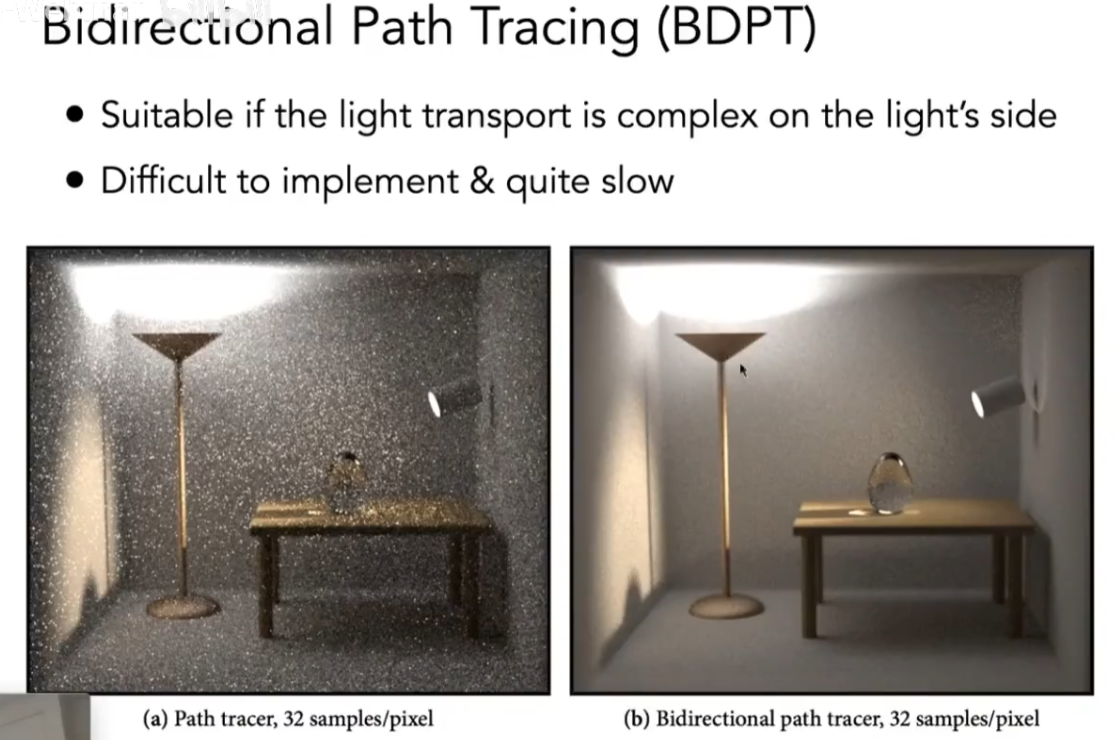 Bidirectional Path Tracing (BDPT)
● Suitable if the light transport is complex on the light's side
● Difficult to implement & quite slow
(a) Path tracer, 32 samples/pixel
(b) Bidirectional path tracer, 32 samples/pixel